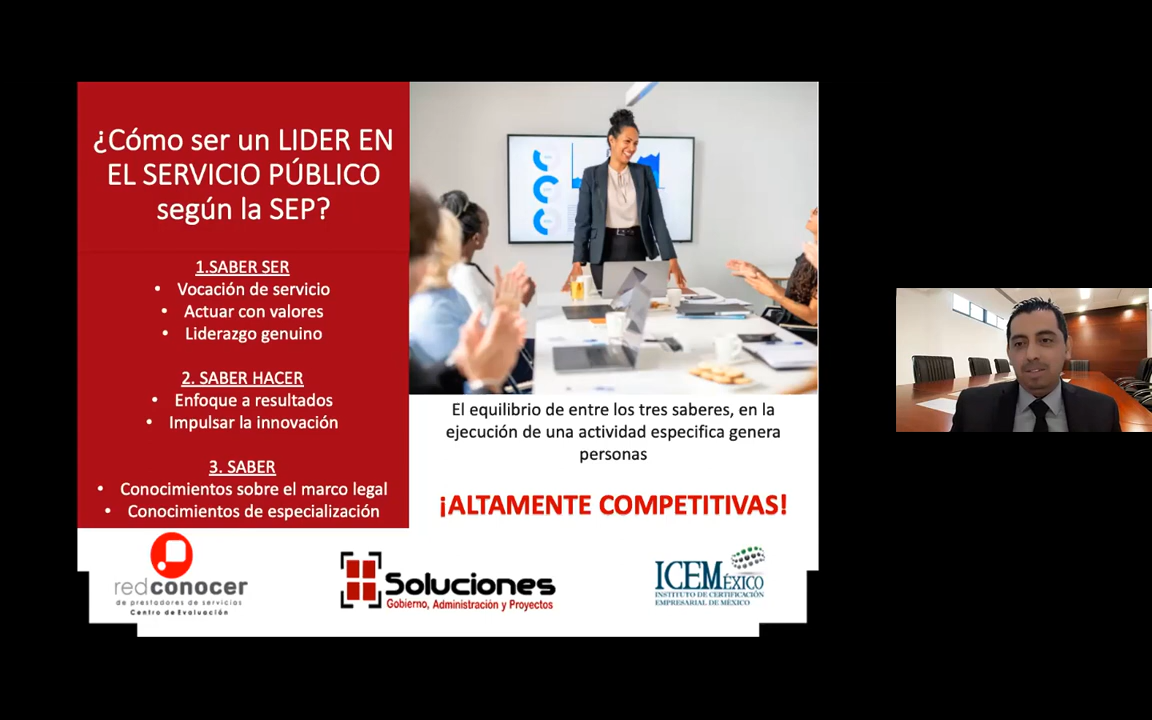 ¿Cómo ser un LIDER EN
EL SERVICIO PÚBLICO
según la SEP?
1.SABER SER
• Vocación de servicio
• Actuar con valores
• Liderazgo genuino
2. SABER HACER
• Enfoque a resultados
• Impulsar la innovación
3. SABER
• Conocimientos sobre el marco legal
• Conocimientos de especialización
El equilibrio de entre los tres saberes, en la
ejecución de una actividad especifica genera
personas
¡ALTAMENTE COMPETITIVAS!
redconocer
de prestadores de servicios
Centro de Evaluación
Soluciones
Gobierno, Administración y Proyectos
ICEMÉXICO
INSTITUTO DE CERTIFICACIÓN
EMPRESARIAL DE MÉXICO